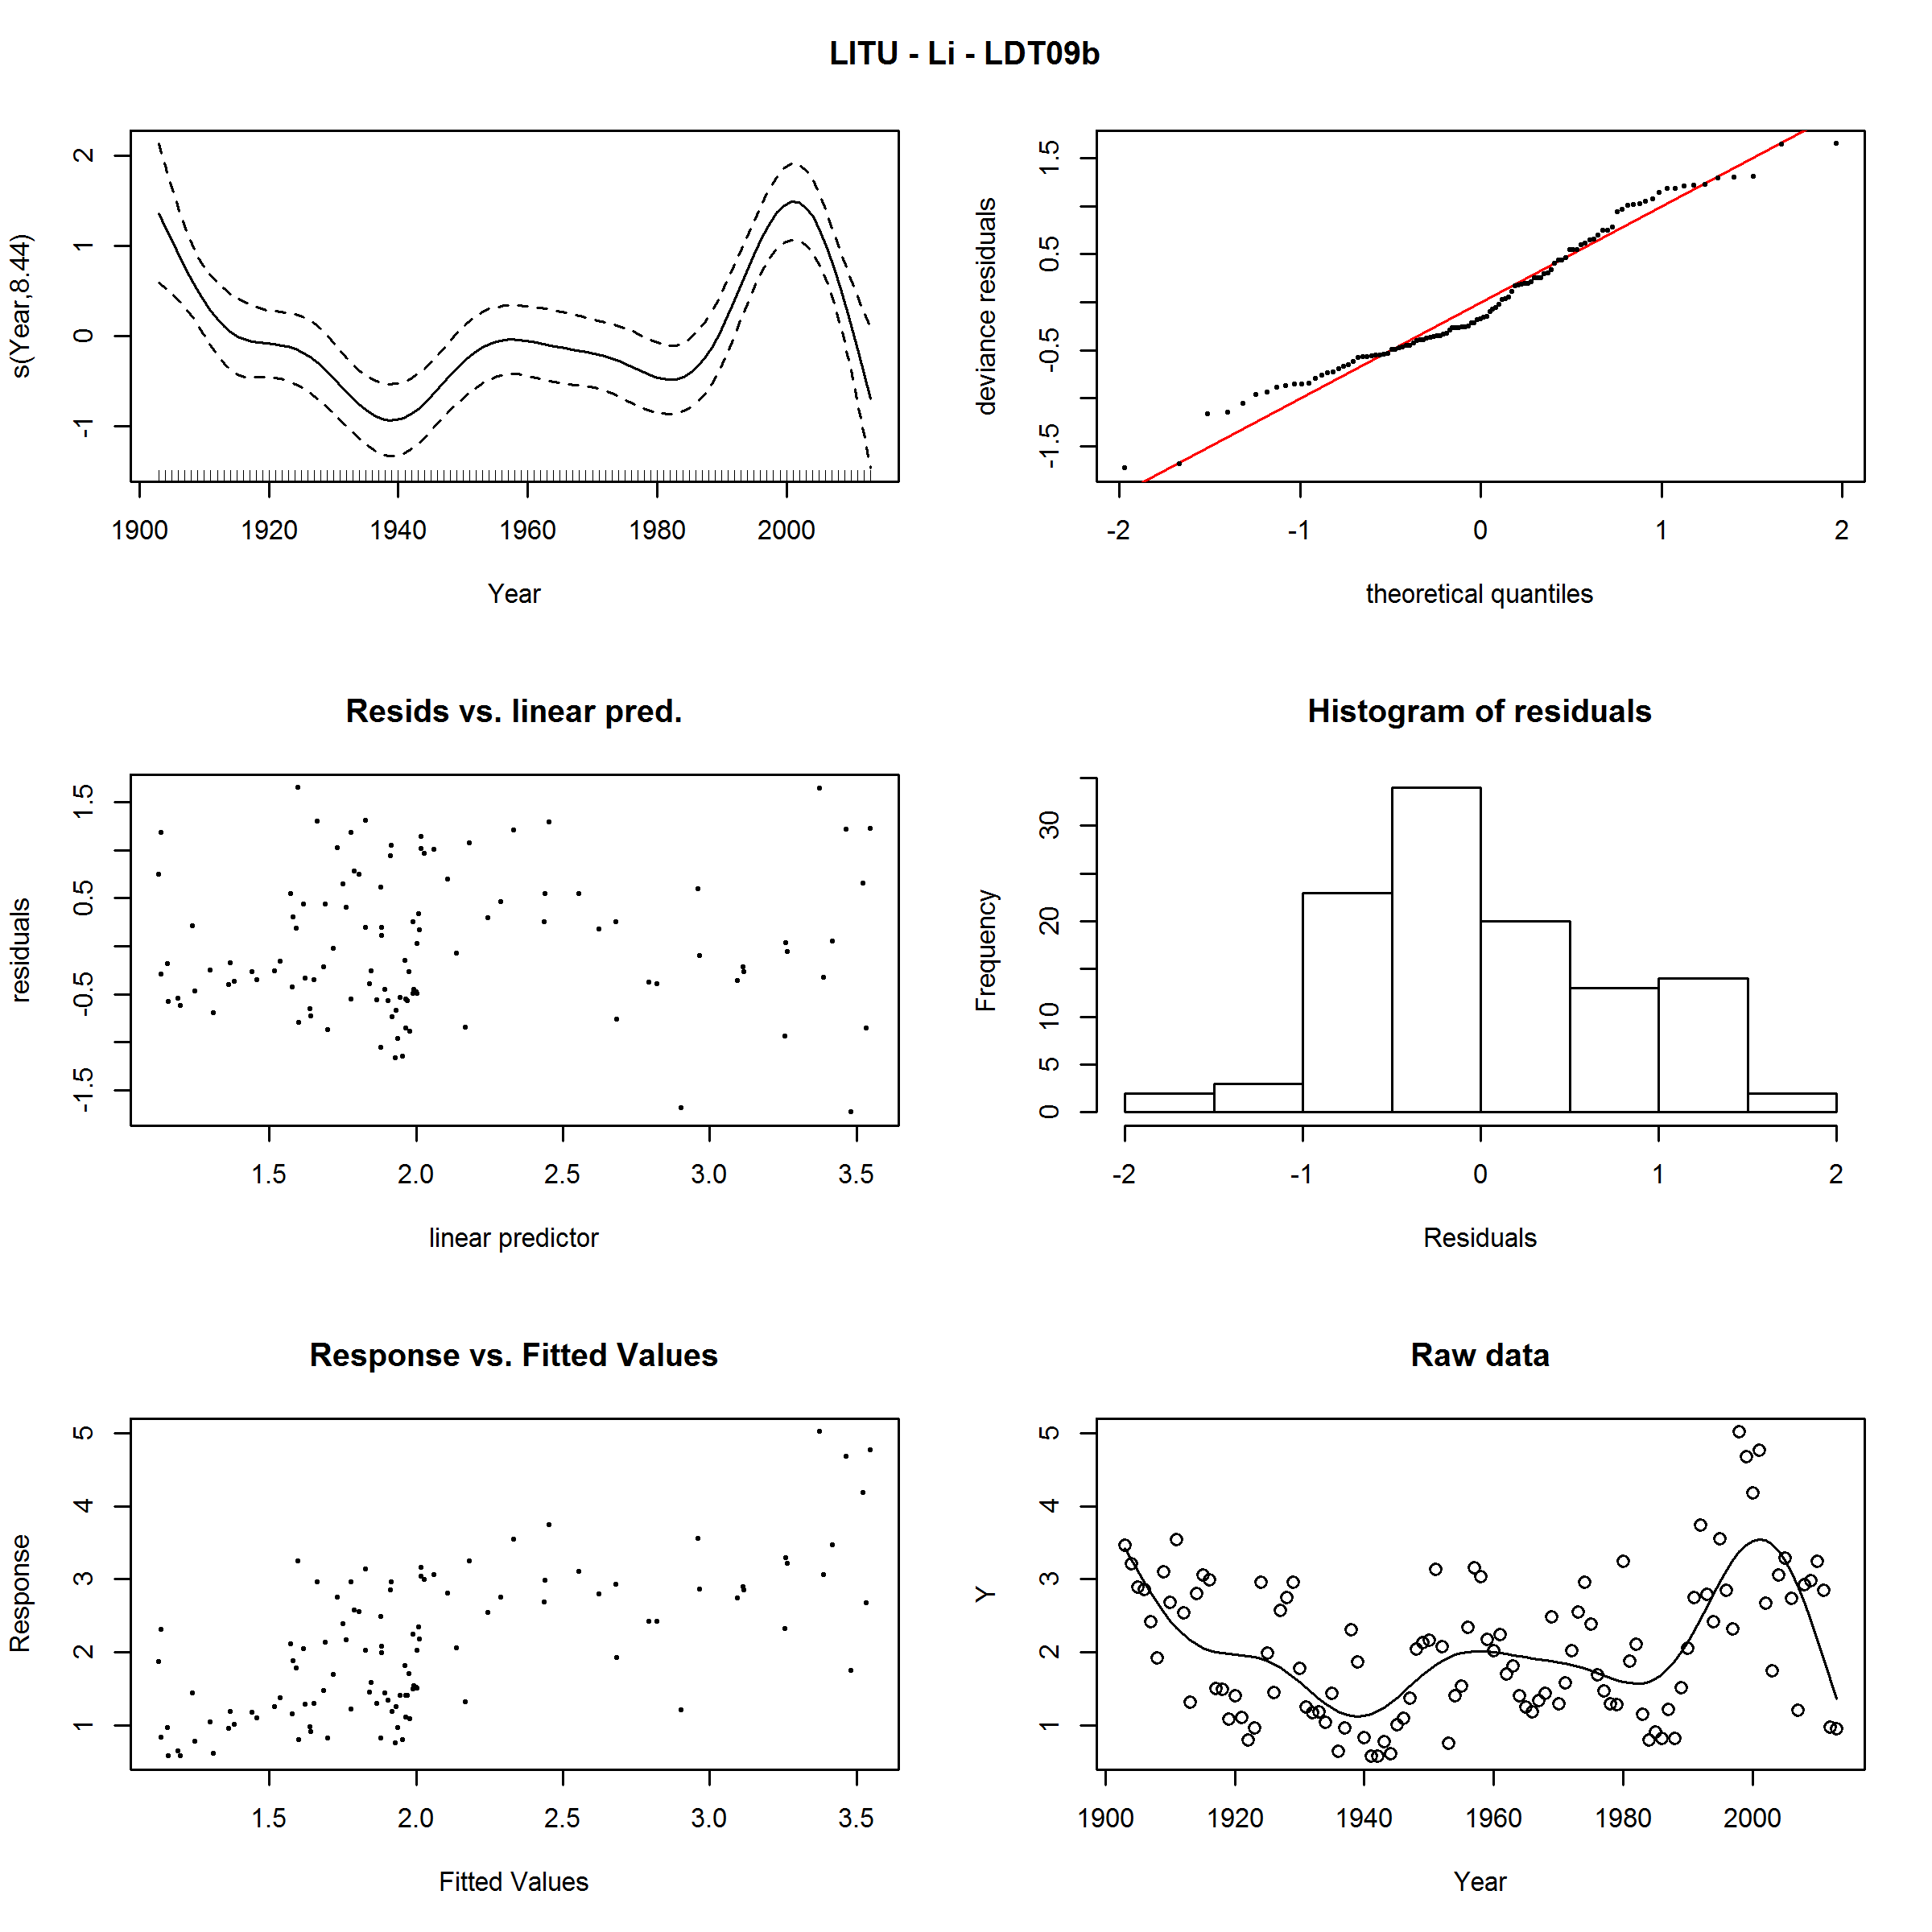 LITU - Li - LDT09b
s(Year,8.44)
2
1
0
-1
1900 1920 1940 1960 1980 2000
Year
deviance residuals
1.5
0.5
-0.5
-1.5
-2 -1 0 1 2
theoretical quantiles
Resids vs. linear pred.
residuals
1.5
0.5
-0.5
-1.5
1.5 2.0 2.5 3.0 3.5
linear predictor
Histogram of residuals
Frequency
30
20
10
5
0
-2 -1 0 1 2
Residuals
Response vs. Fitted Values
Response
5
4
3
2
1
1.5 2.0 2.5 3.0 3.5
Fitted Values
Raw data
Y
5
4
3
2
1
1900 1920 1940 1960 1980 2000
Year